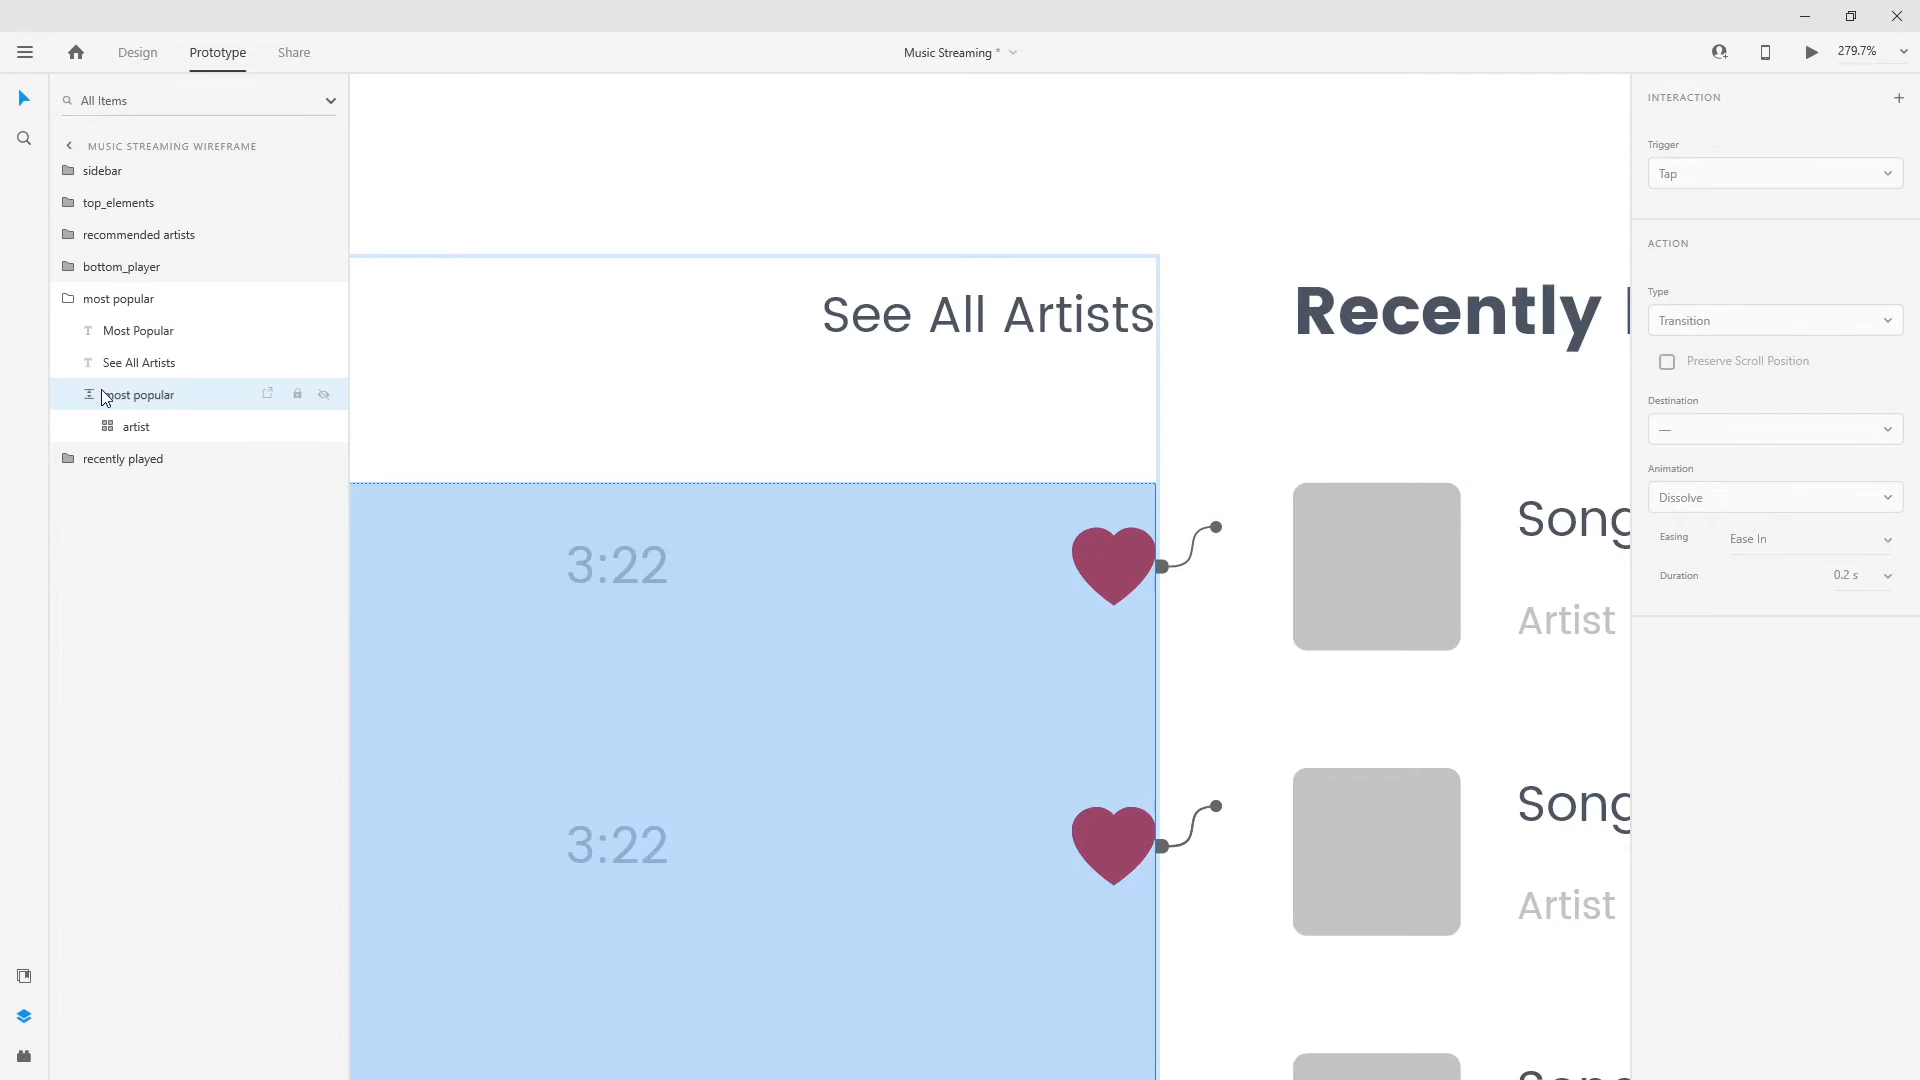 Design
Prototype
Share
Music Streaming *
279.7%
All Items
MUSIC STREAMING WIREFRAME
sidebar
top_elements
recommended artists
bottom_player
most popular
Most Popular
See All Artists
most popular
artist
recently played
See All Artists
Recently
3:22
Song
Artist
3:22
Song
Artist
INTERACTION
Trigger
Tap
ACTION
Type
Transition
Preserve Scroll Position
Destination
—
Animation
Dissolve
Easing
Ease In
Duration
0.2 s